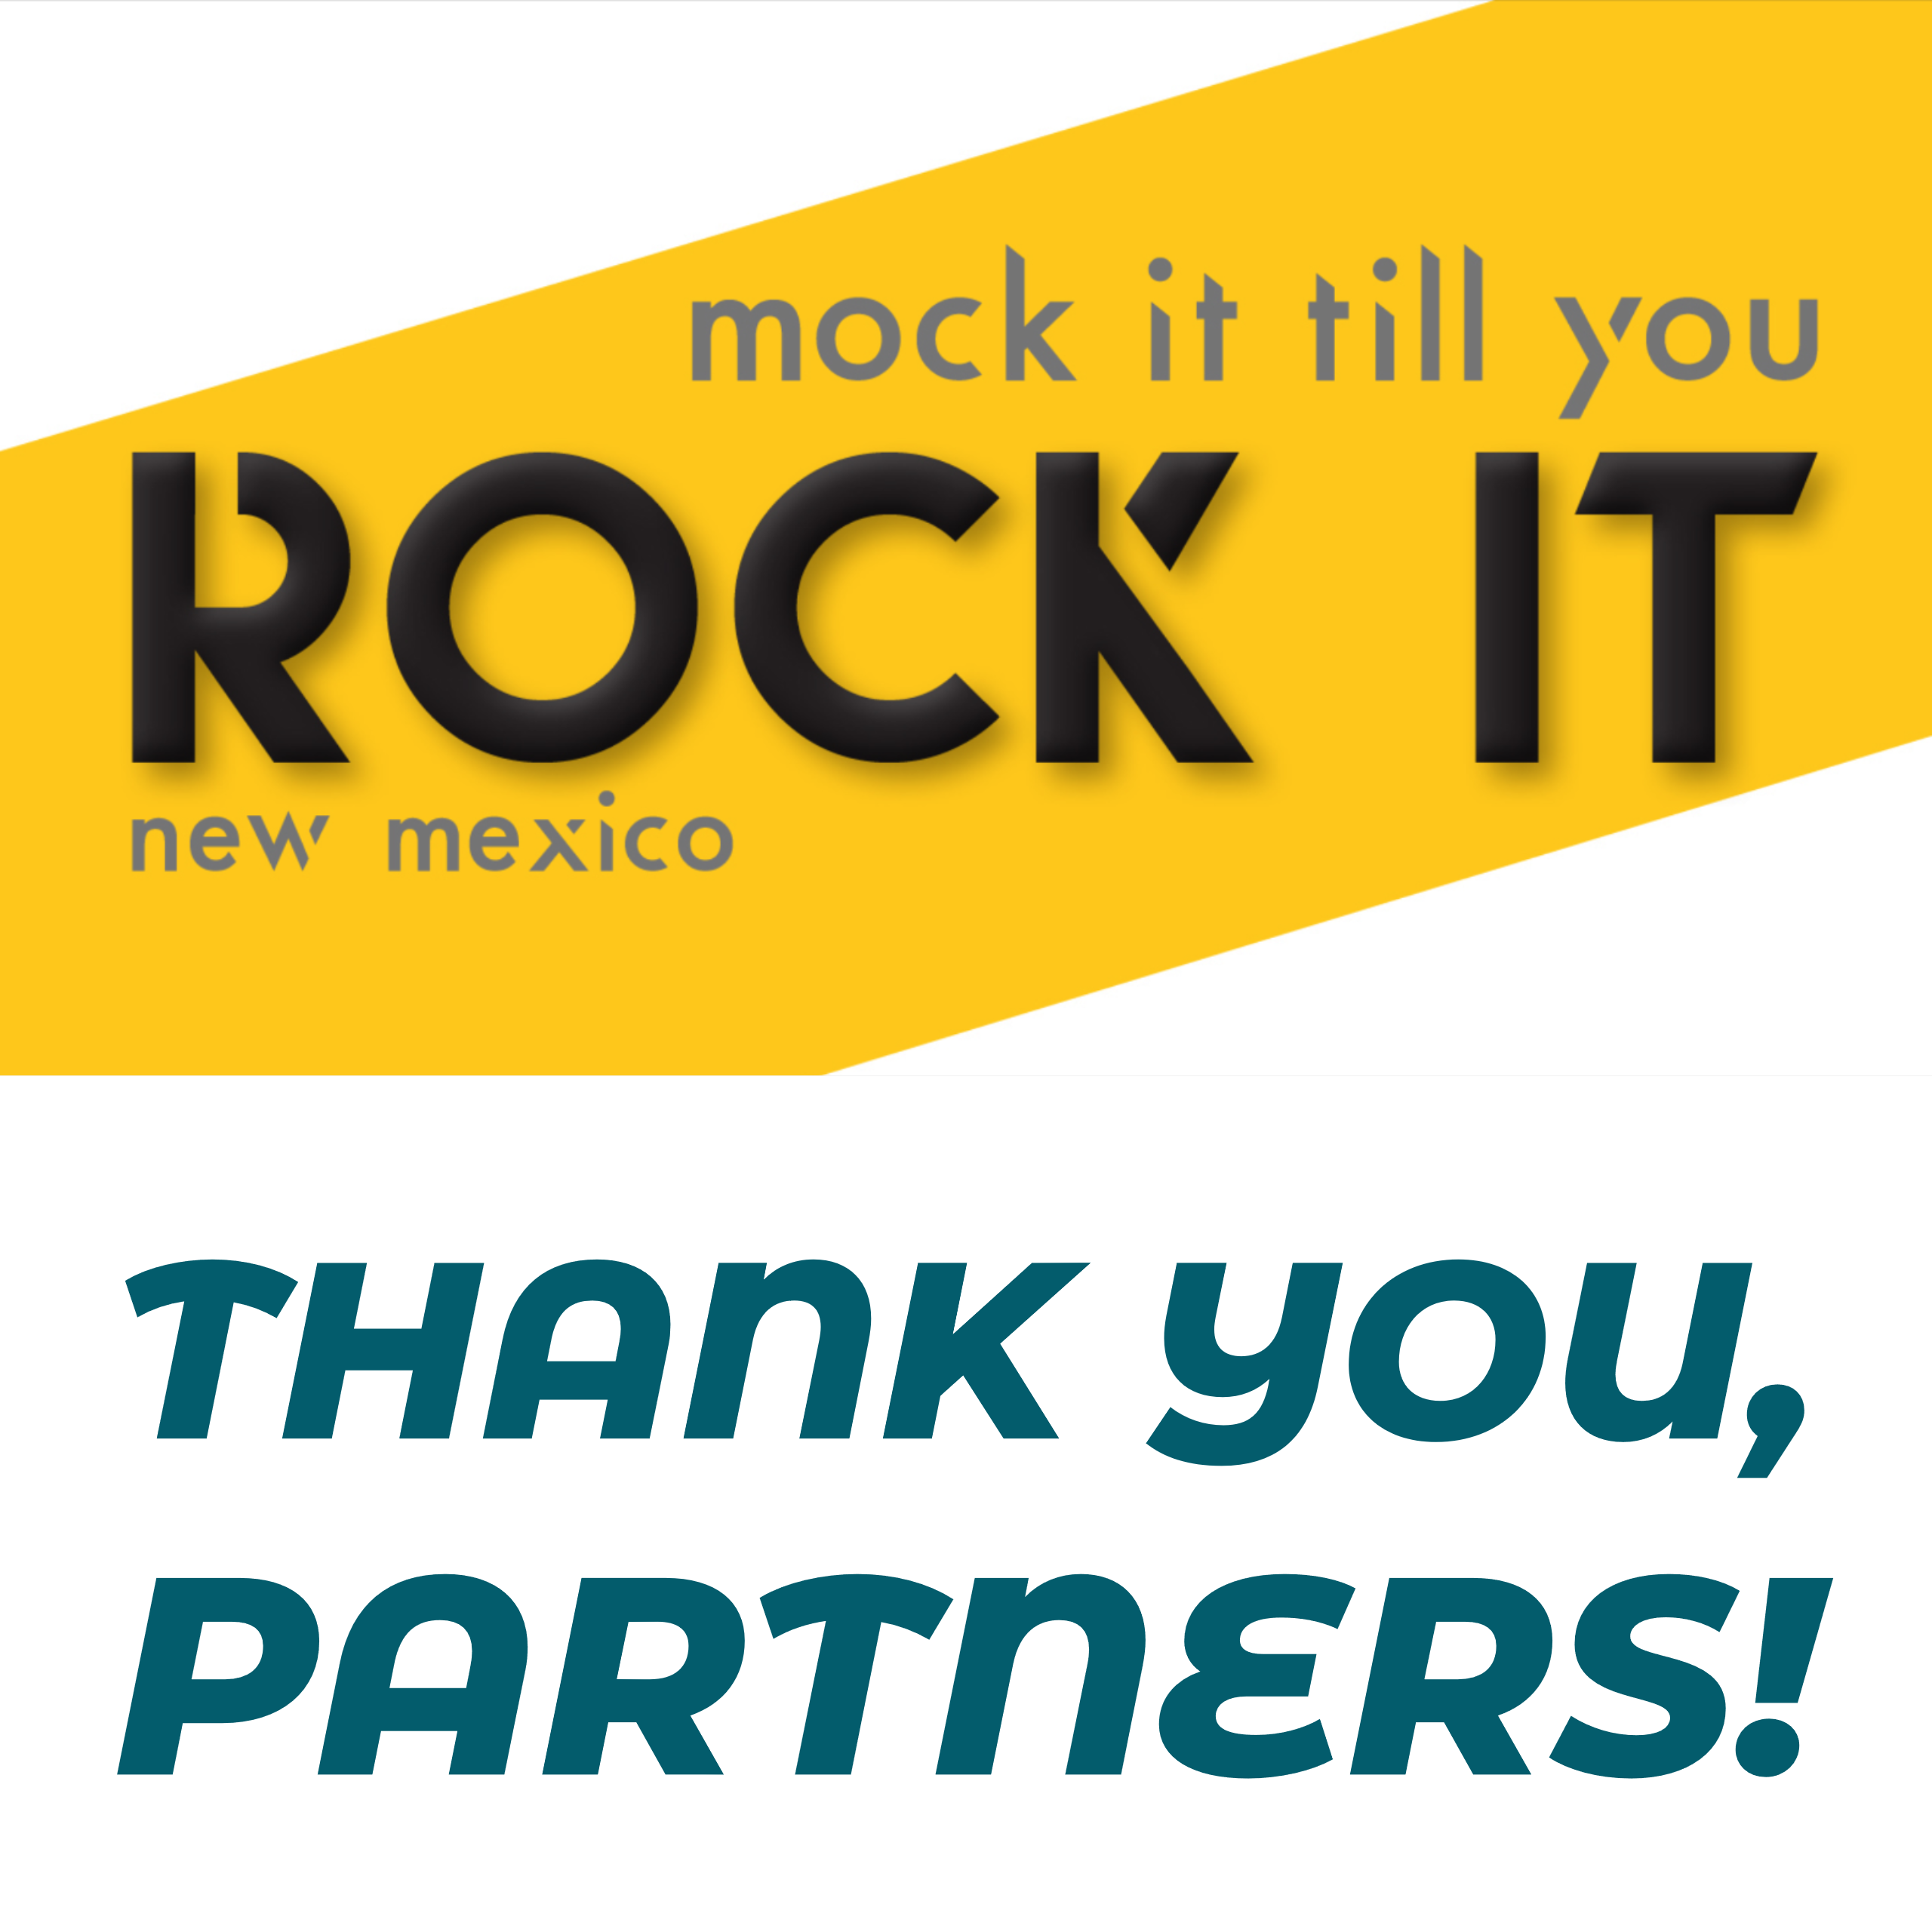 mock it till you
ROCK IT
new mexico
THANK YOU,
PARTNERS!